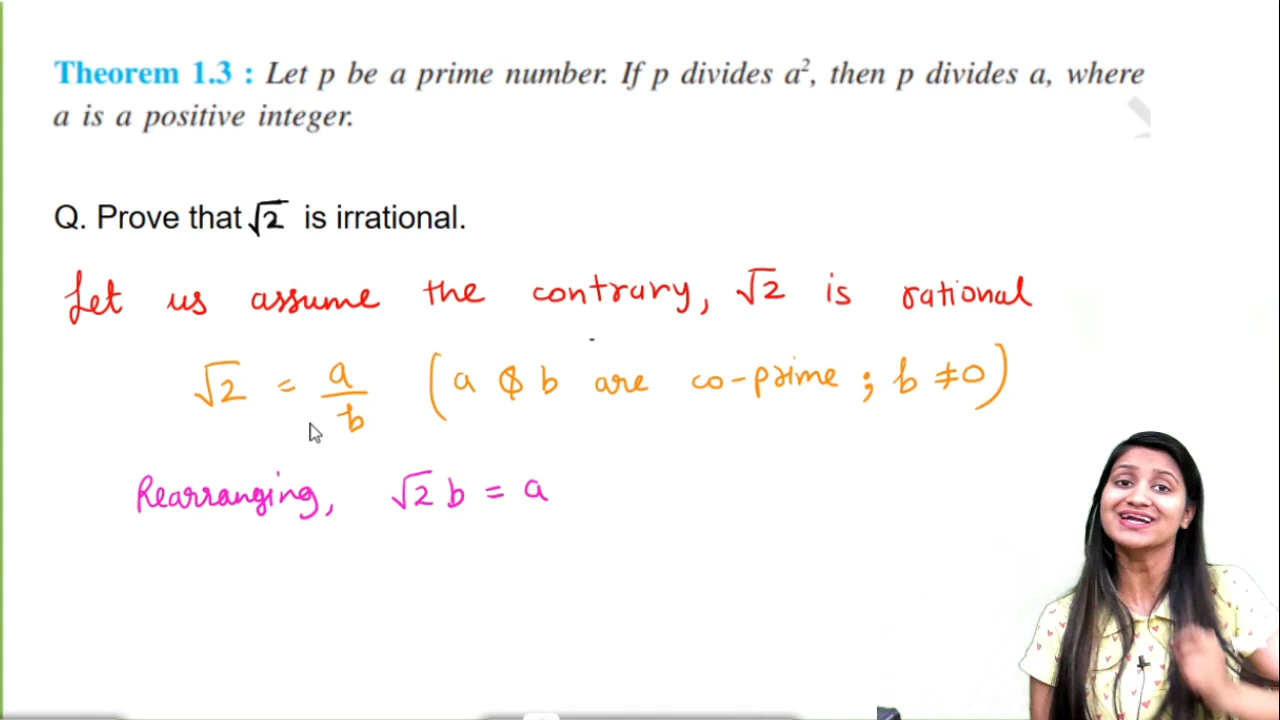 Theorem 1.3 : Let p be a prime number. If p divides a², then p divides a, where
a is a positive integer.
Q. Prove that √2 is irrational.
Let us assume the contrary, √2 is rational
√2 = a/b (a & b are co-prime ; b ≠ 0)
Rearranging, √2 b = a